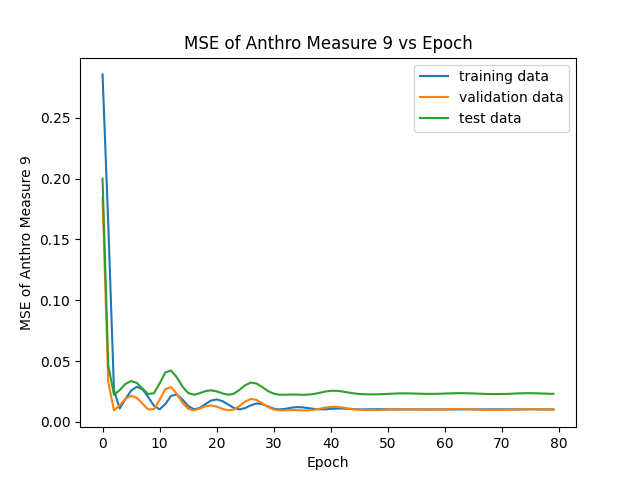 MSE of Anthro Measure 9 vs Epoch
training data
validation data
test data
MSE of Anthro Measure 9
0.25
0.20
0.15
0.10
0.05
0.00
0 10 20 30 40 50 60 70 80
Epoch